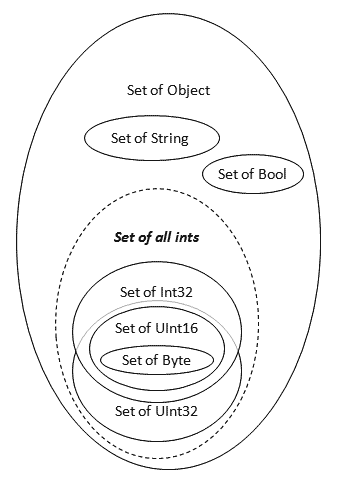 Set of Object
Set of String
Set of Bool
Set of all ints
Set of Int32
Set of UInt16
Set of Byte
Set of UInt32